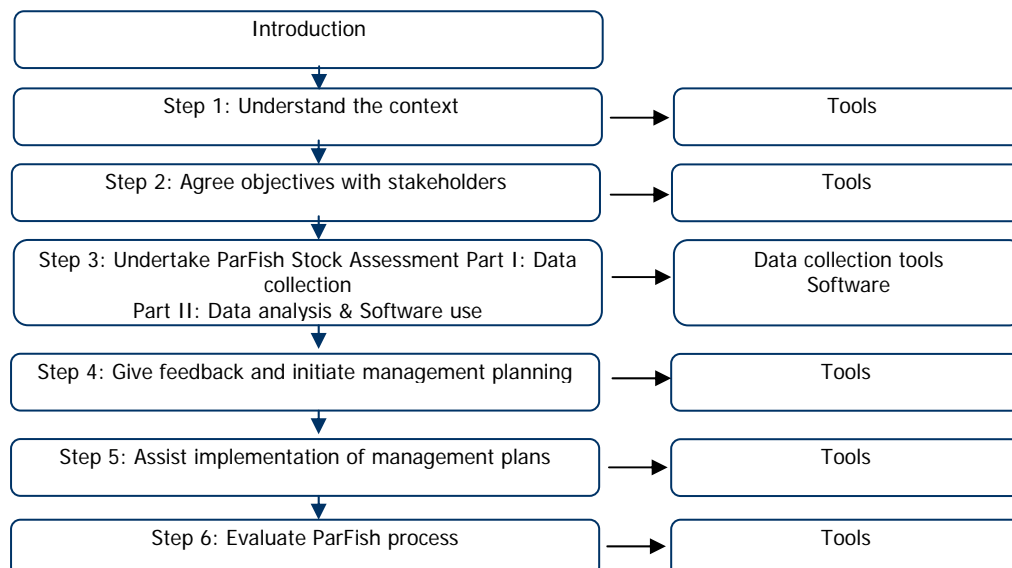 Introduction
Step 1: Understand the context
Tools
Step 2: Agree objectives with stakeholders
Tools
Step 3: Undertake ParFish Stock Assessment Part I: Data
collection
Part II: Data analysis & Software use
Data collection tools
Software
Step 4: Give feedback and initiate management planning
Tools
Step 5: Assist implementation of management plans
Tools
Step 6: Evaluate ParFish process
Tools